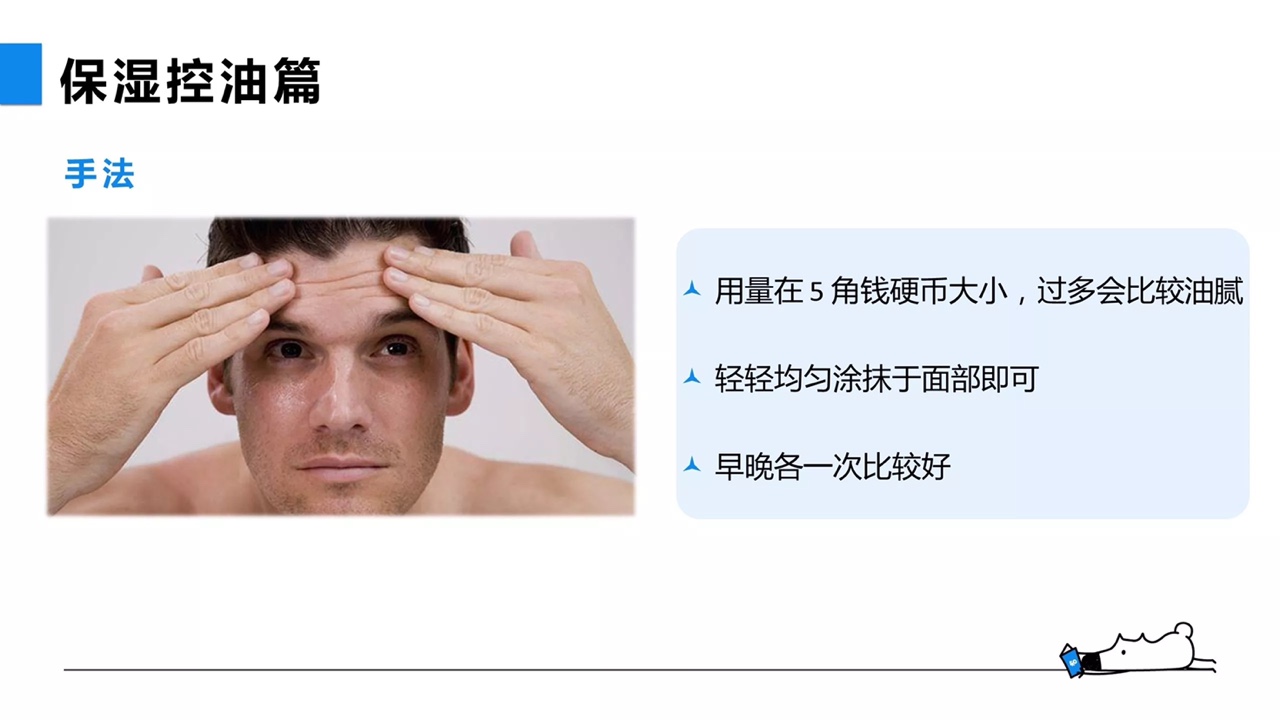 保湿控油篇
手法
用量在5角钱硬币大小，过多会比较油腻
轻轻均匀涂抹于面部即可
早晚各一次比较好